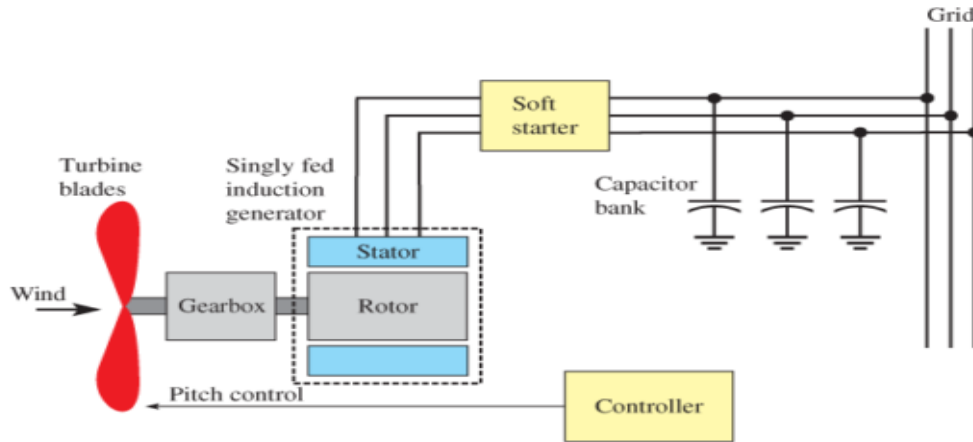 Grid
Soft
starter
Turbine
blades
Singly fed
induction
generator
Capacitor
bank
Stator
Wind
Gearbox
Rotor
Pitch control
Controller